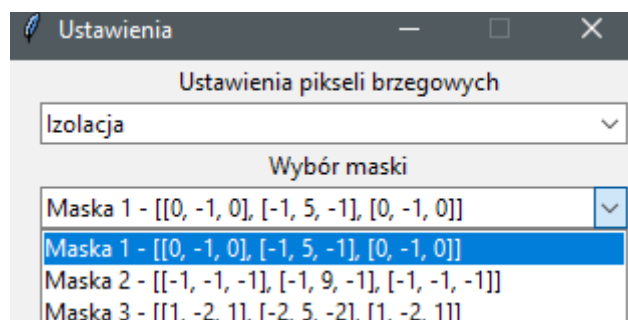 Ustawienia
Ustawienia pikseli brzegowych
Izolacja
Wybór maski
Maska 1 - [[0, -1, 0], [-1, 5, -1], [0, -1, 0]]
Maska 1 - [[0, -1, 0], [-1, 5, -1], [0, -1, 0]]
Maska 2 - [[-1, -1, -1], [-1, 9, -1], [-1, -1, -1]]
Maska 3 - [[1, -2, 1], [-2, 5, -2], [1, -2, 1]]